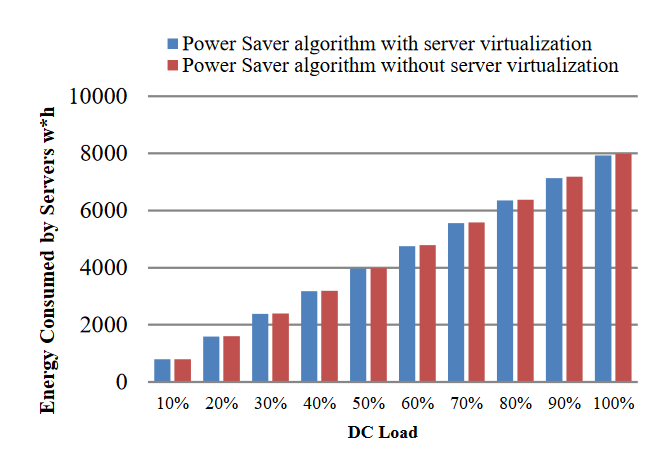 Power Saver algorithm with server virtualization
Power Saver algorithm without server virtualization
Energy Consumed by Servers w*h
10000
8000
6000
4000
2000
0
10% 20% 30% 40% 50% 60% 70% 80% 90% 100%
DC Load